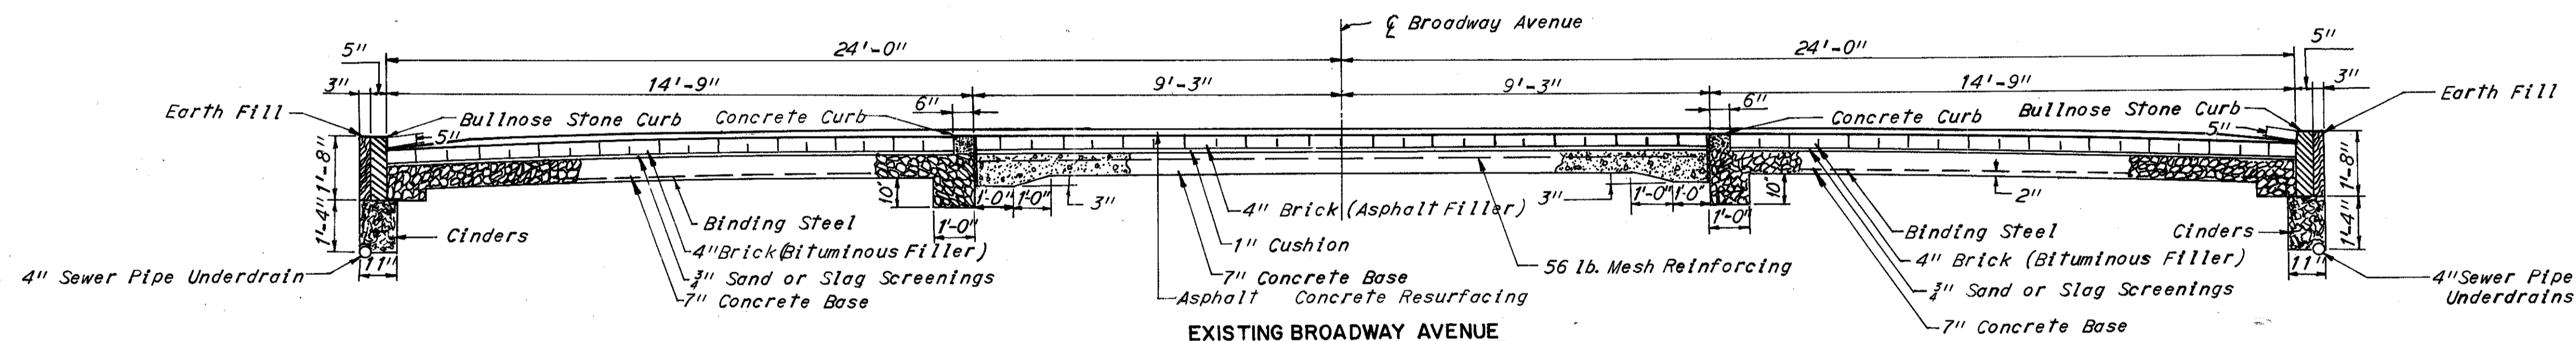 ℄ Broadway Avenue
5" 24'-0" 24'-0" 5"
3" 14'-9" 9'-3" 9'-3" 14'-9" 3"
6" 6"
Earth Fill Bullnose Stone Curb Concrete Curb Concrete Curb Bullnose Stone Curb Earth Fill
5" 5"
1'-8" 1'-8"
10" 1'-0" 1'-0" 3" 3" 1'-0" 1'-0" 10" 2"
1'-4" 1'-0" 1'-0" 1'-4"
Binding Steel 4" Brick (Asphalt Filler) Binding Steel
Cinders 1" Cushion Cinders
4" Brick (Bituminous Filler) 56 lb. Mesh Reinforcing 4" Brick (Bituminous Filler)
4" Sewer Pipe Underdrain 11" 3/4" Sand or Slag Screenings 7" Concrete Base 3/4" Sand or Slag Screenings 11" 4" Sewer Pipe
Underdrains
7" Concrete Base Asphalt Concrete Resurfacing 7" Concrete Base
EXISTING BROADWAY AVENUE